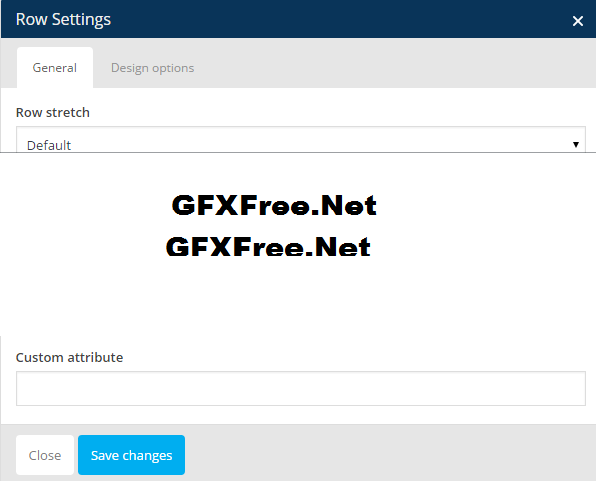 Row Settings
General Design options
Row stretch
Default
GFXFree.Net
GFXFree.Net
Custom attribute
Close Save changes